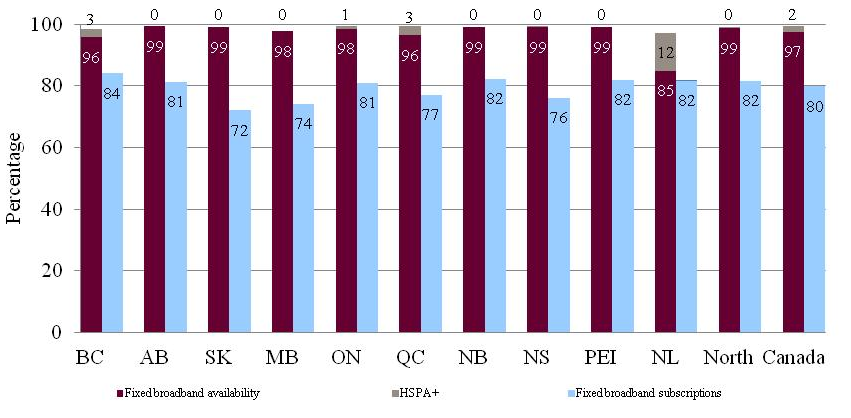 3 0 0 0 1 3 0 0 0 0 2
100
96 99 99 98 98 96 99 99 99 12 99 97
80
84 81 72 74 81 77 82 76 82 85 82 82 80
60
40
20
0
Percentage
BC AB SK MB ON QC NB NS PEI NL North Canada
Fixed broadband availability HSPA+ Fixed broadband subscriptions